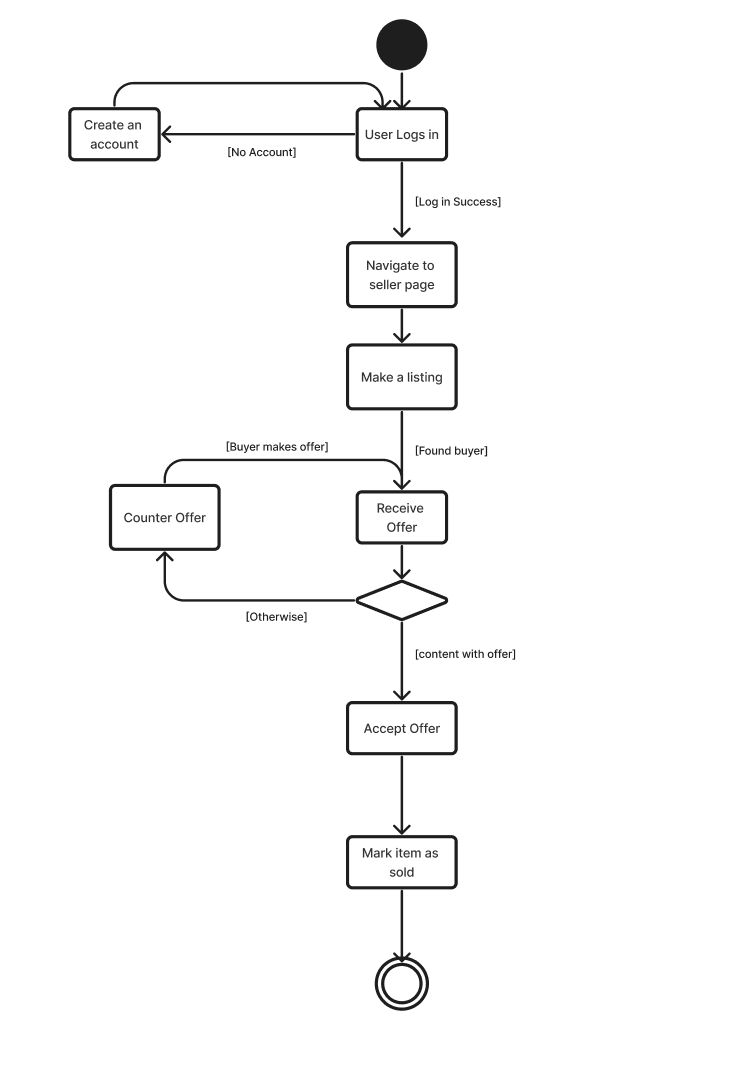 Create an
account
User Logs in
[No Account]
[Log in Success]
Navigate to
seller page
Make a listing
[Buyer makes offer]
[Found buyer]
Counter Offer
Receive
Offer
[Otherwise]
[content with offer]
Accept Offer
Mark item as
sold